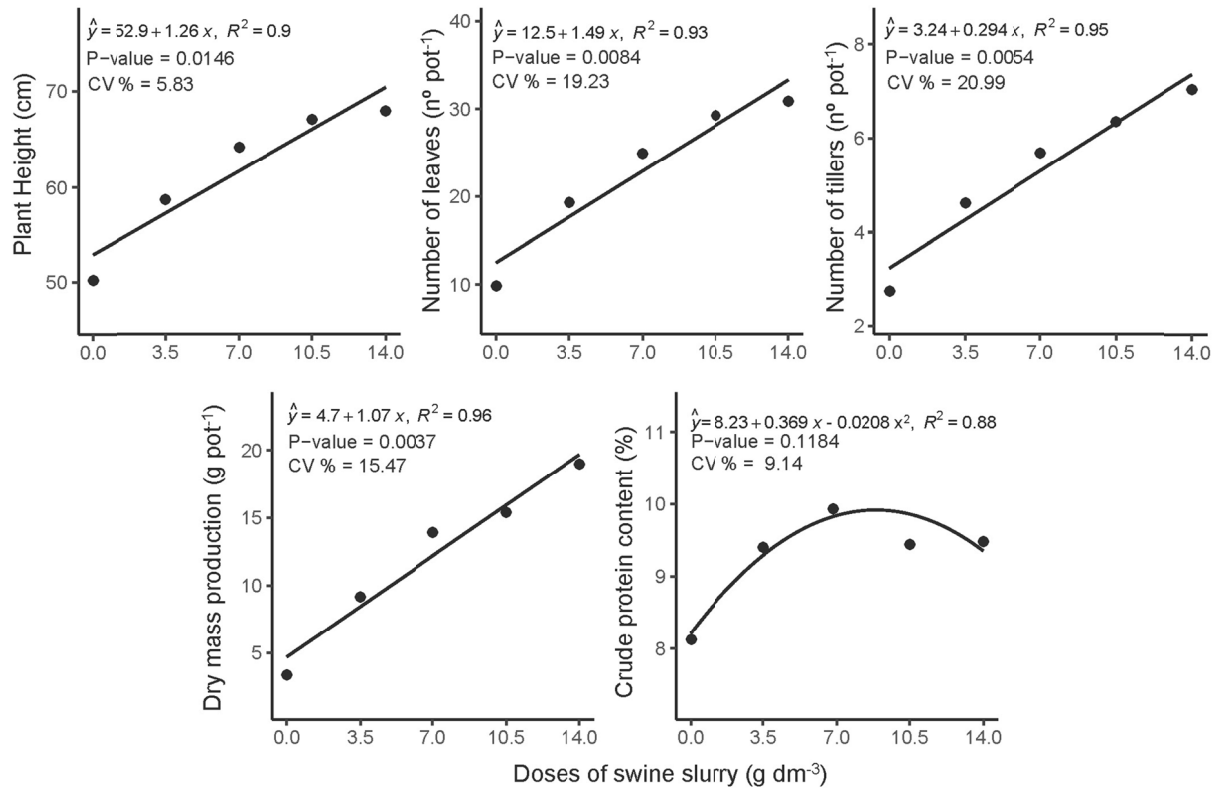 ŷ = 52.9 + 1.26 x, R² = 0.9
P−value = 0.0146
CV % = 5.83
Plant Height (cm)
70
60
50
0.0 3.5 7.0 10.5 14.0
ŷ = 12.5 + 1.49 x, R² = 0.93
P−value = 0.0084
CV % = 19.23
Number of leaves (nº pot⁻¹)
40
30
20
10
0.0 3.5 7.0 10.5 14.0
ŷ = 3.24 + 0.294 x, R² = 0.95
P−value = 0.0054
CV % = 20.99
Number of tillers (nº pot⁻¹)
8
6
4
2
0.0 3.5 7.0 10.5 14.0
ŷ = 4.7 + 1.07 x, R² = 0.96
P−value = 0.0037
CV % = 15.47
Dry mass production (g pot⁻¹)
20
15
10
5
0.0 3.5 7.0 10.5 14.0
ŷ = 8.23 + 0.369 x - 0.0208 x², R² = 0.88
P−value = 0.1184
CV % = 9.14
Crude protein content (%)
11
10
9
8
0.0 3.5 7.0 10.5 14.0
Doses of swine slurry (g dm⁻³)